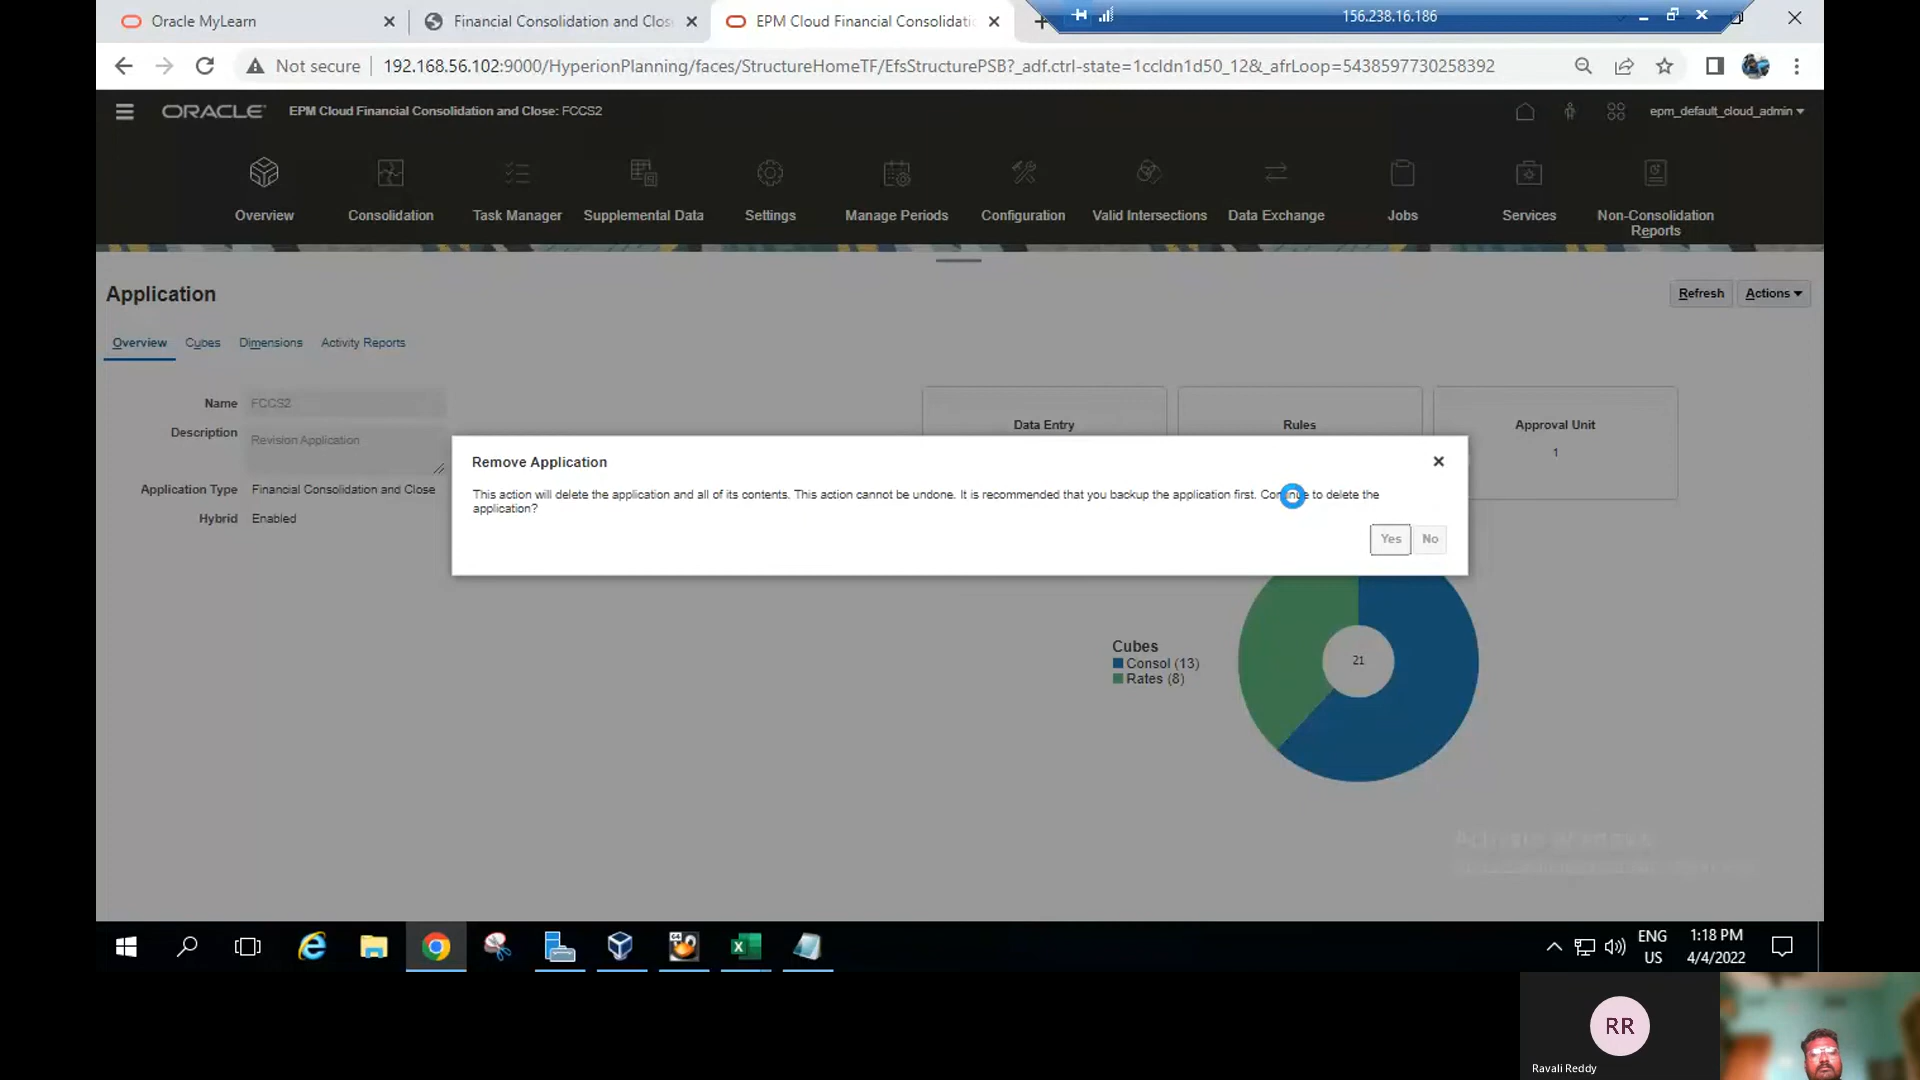 Oracle MyLearn
Financial Consolidation and Clos
EPM Cloud Financial Consolidatic
156.238.16.186
Not secure
192.168.56.102:9000/HyperionPlanning/faces/StructureHomeTF/EfsStructurePSB?_adf.ctrl-state=1ccldn1d50_12&_afrLoop=5438597730258392
ORACLE
EPM Cloud Financial Consolidation and Close: FCCS2
epm_default_cloud_admin
Overview
Consolidation
Task Manager
Supplemental Data
Settings
Manage Periods
Configuration
Valid Intersections
Data Exchange
Jobs
Services
Non-Consolidation
Reports
Application
Refresh
Actions
Overview
Cubes
Dimensions
Activity Reports
Name
FCCS2
Description
Revision Application
Application Type
Financial Consolidation and Close
Hybrid
Enabled
Data Entry
Rules
Approval Unit
1
Remove Application
This action will delete the application and all of its contents. This action cannot be undone. It is recommended that you backup the application first. Continue to delete the
application?
Yes
No
Cubes
Consol (13)
Rates (8)
21
ENG
US
1:18 PM
4/4/2022
RR
Ravali Reddy